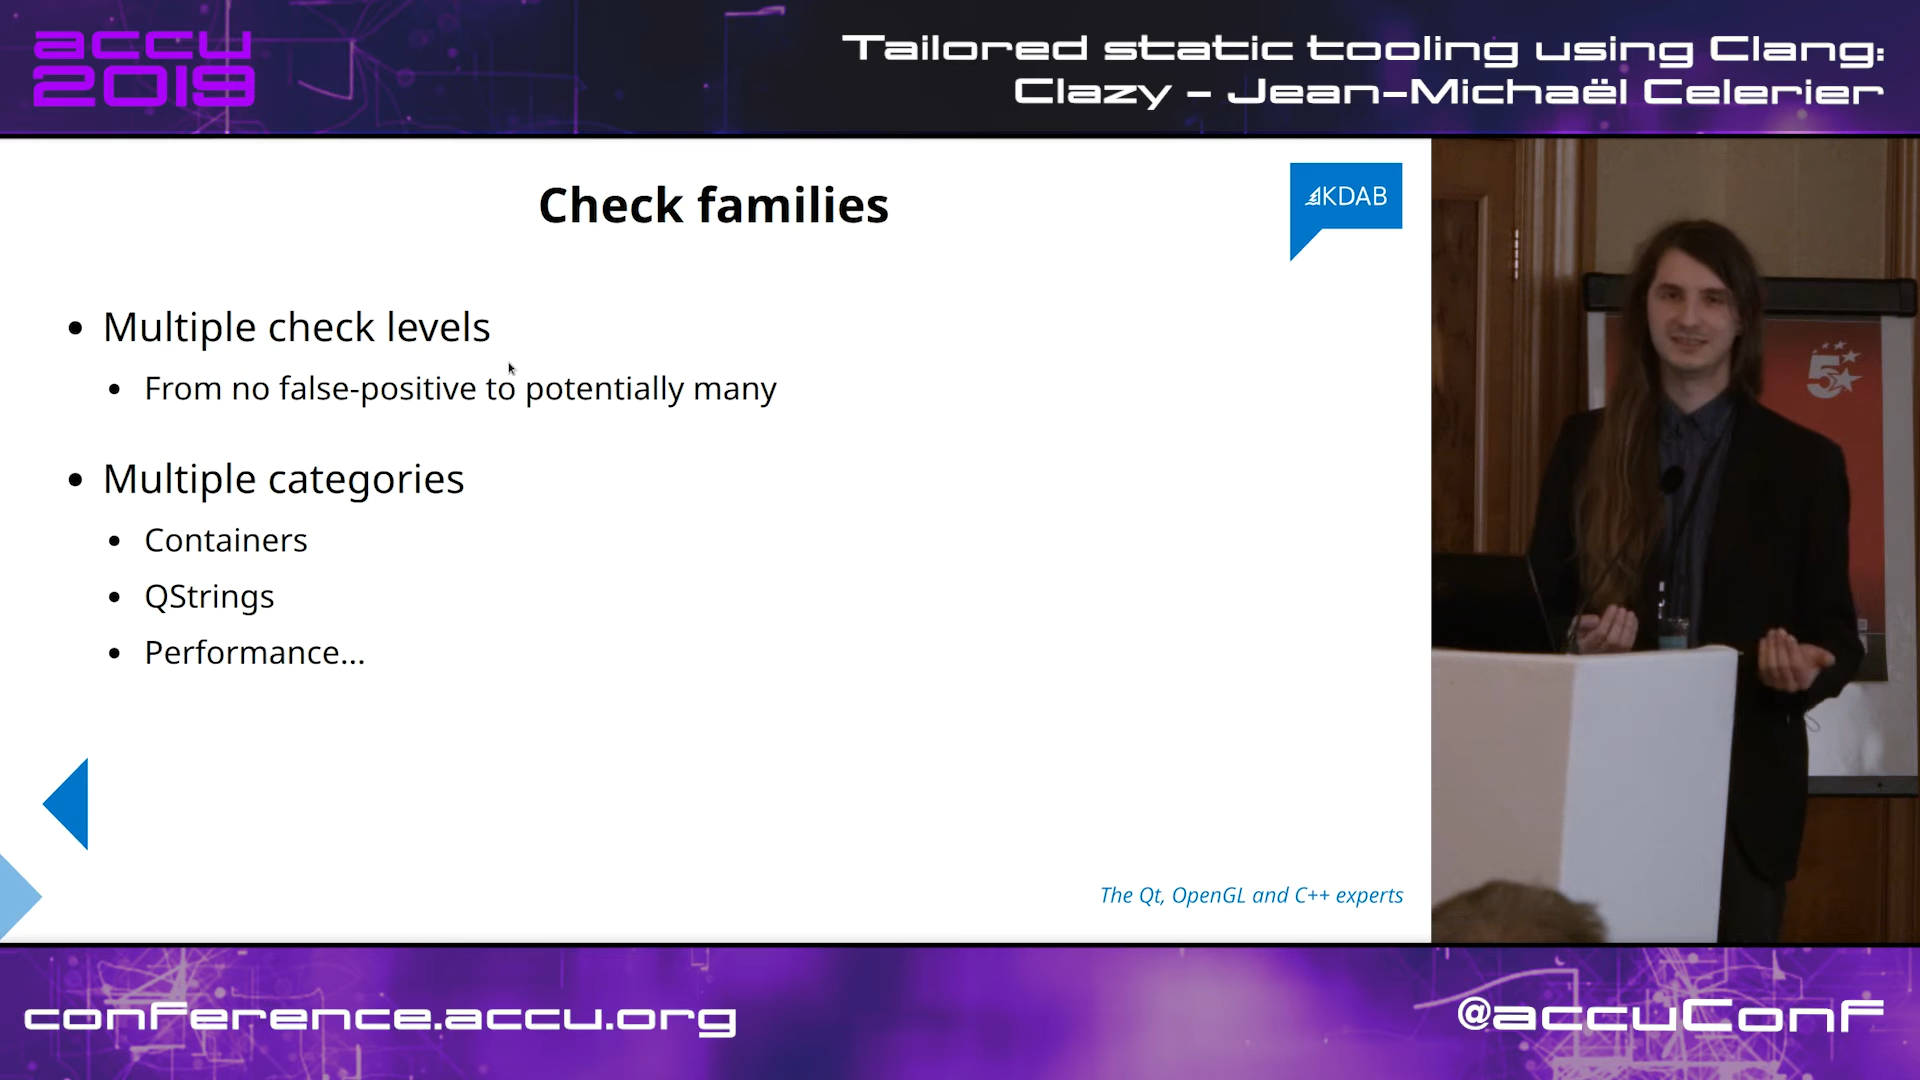 accu
2019
Tailored static tooling using Clang:
Clazy - Jean-Michaël Celerier
Check families
KDAB
• Multiple check levels
• From no false-positive to potentially many
• Multiple categories
• Containers
• QStrings
• Performance...
The Qt, OpenGL and C++ experts
5
conference.accu.org
@accuConf